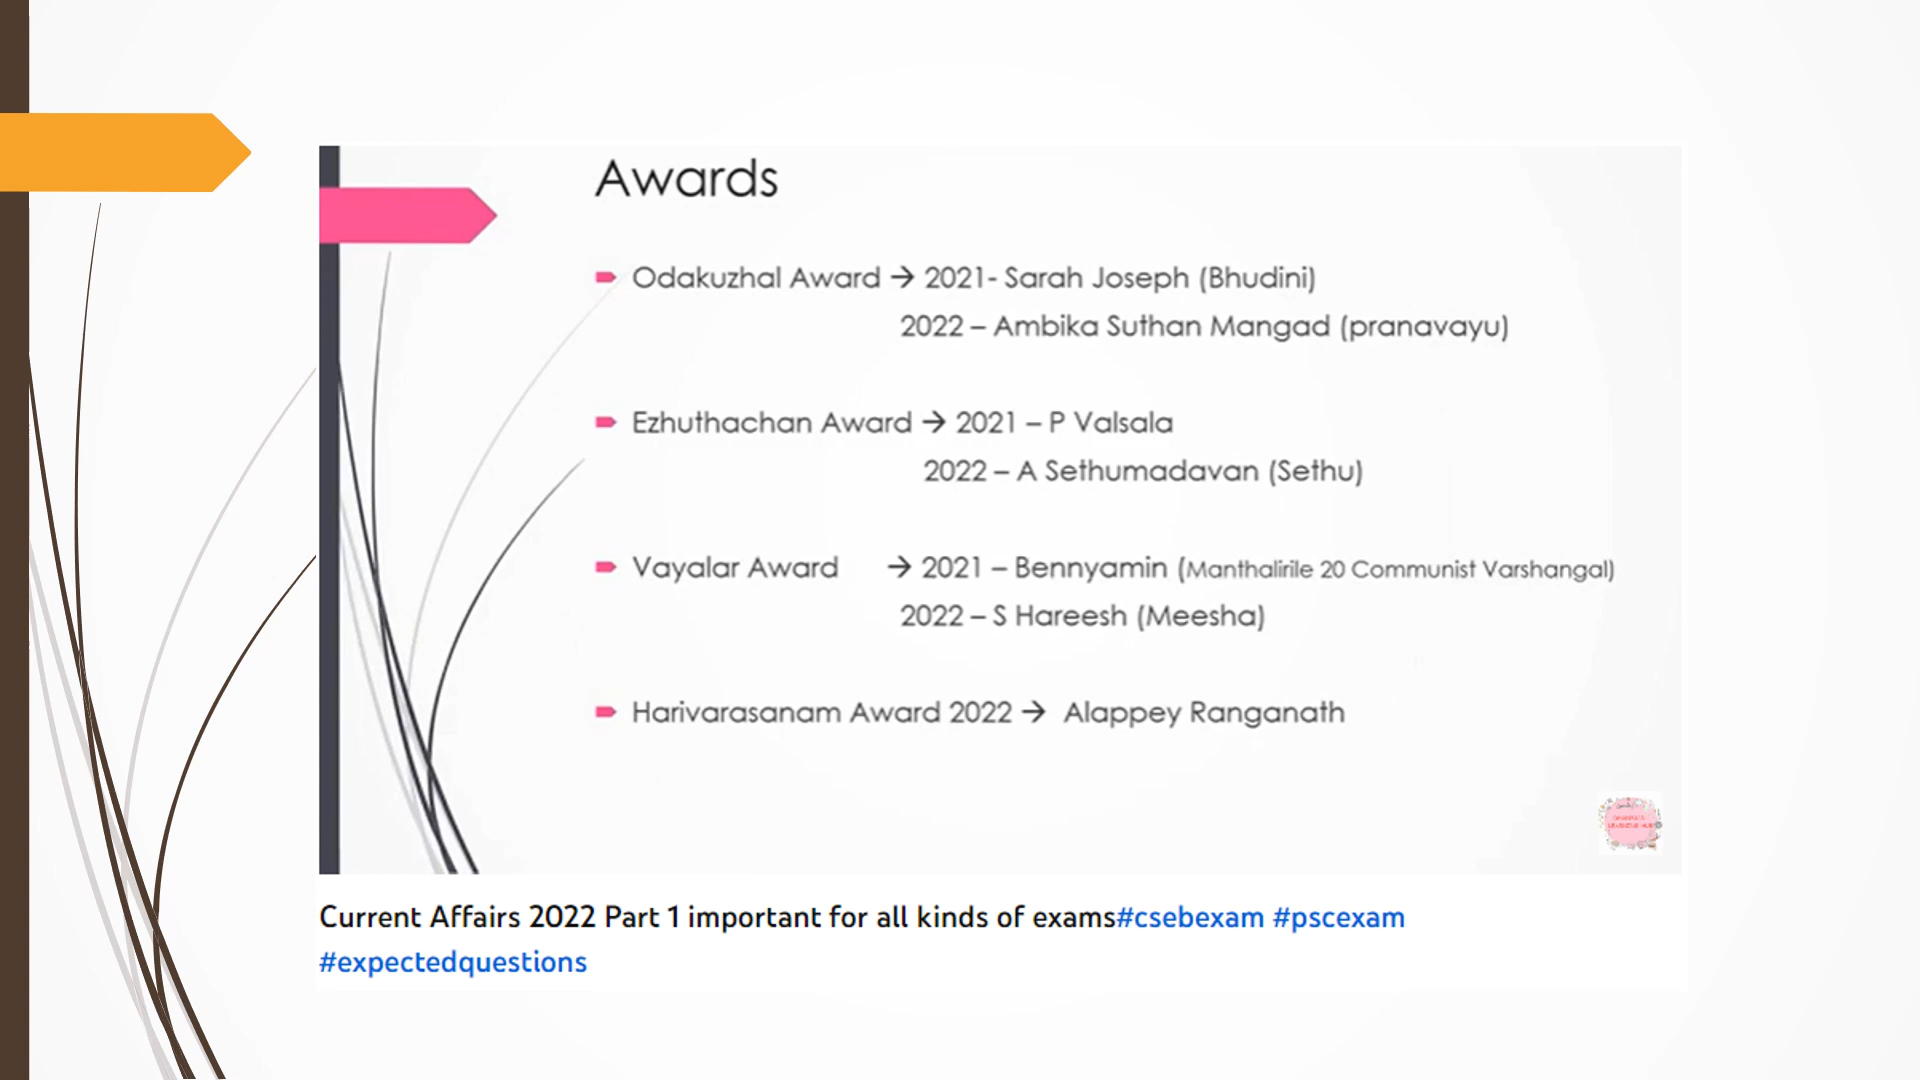 Awards
Odakuzhal Award → 2021- Sarah Joseph (Bhudini)
2022 – Ambika Suthan Mangad (pranavayu)
Ezhuthachan Award → 2021 – P Valsala
2022 – A Sethumadavan (Sethu)
Vayalar Award → 2021 – Bennyamin (Manthalirile 20 Communist Varshangal)
2022 – S Hareesh (Meesha)
Harivarasanam Award 2022 → Alappey Ranganath
Current Affairs 2022 Part 1 important for all kinds of exams#csebexam #pscexam
#expectedquestions